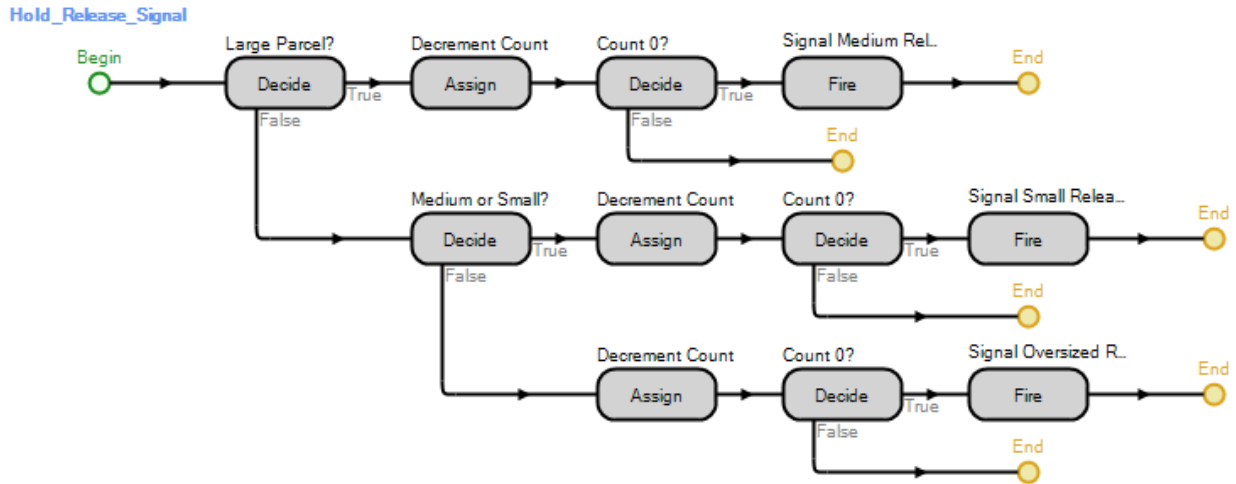 Hold_Release_Signal
Begin
Large Parcel?
Decide
True
False
Decrement Count
Assign
Count 0?
Decide
True
False
Signal Medium Rel...
Fire
End
End
Medium or Small?
Decide
True
False
Decrement Count
Assign
Count 0?
Decide
True
False
Signal Small Relea...
Fire
End
End
Decrement Count
Assign
Count 0?
Decide
True
False
Signal Oversized R...
Fire
End
End